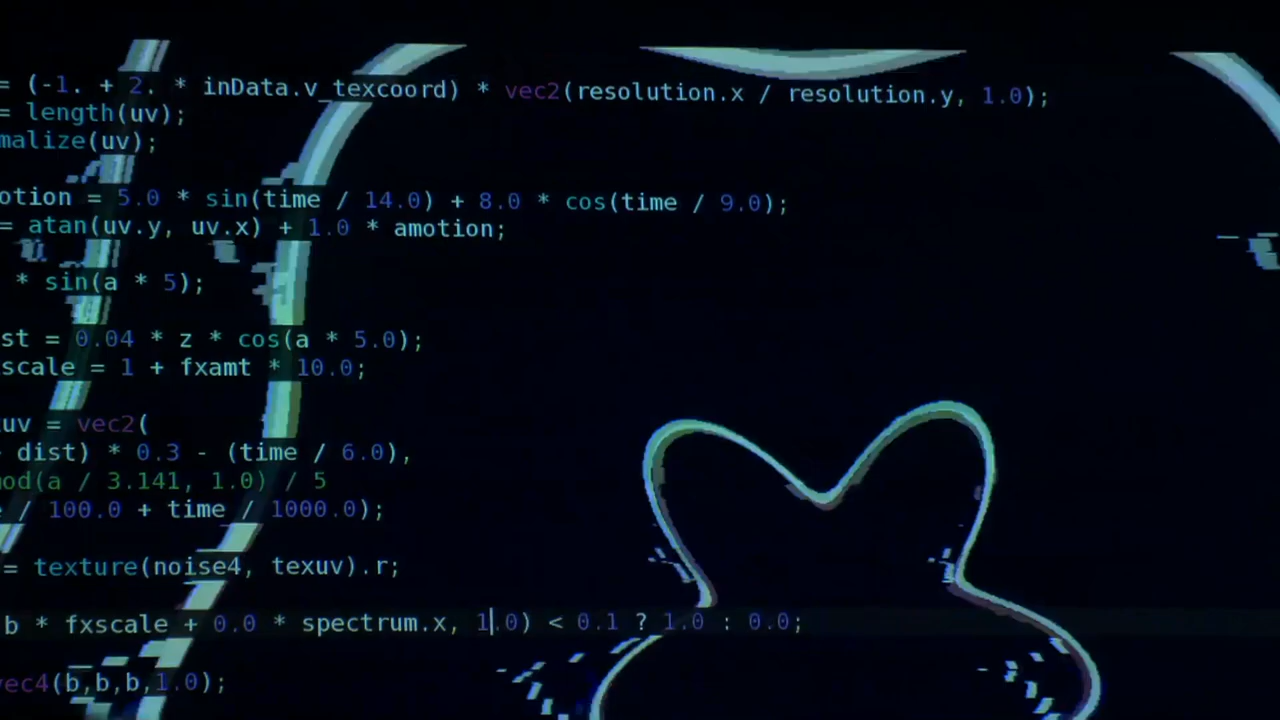 = (-1. + 2. * inData.v_texcoord) * vec2(resolution.x / resolution.y, 1.0);
= length(uv);
malize(uv);
otion = 5.0 * sin(time / 14.0) + 8.0 * cos(time / 9.0);
= atan(uv.y, uv.x) + 1.0 * amotion;
* sin(a * 5);
st = 0.04 * z * cos(a * 5.0);
scale = 1 + fxamt * 10.0;
uv = vec2(
dist) * 0.3 - (time / 6.0),
od(a / 3.141, 1.0) / 5
/ 100.0 + time / 1000.0);
= texture(noise4, texuv).r;
b * fxscale + 0.0 * spectrum.x, 1.0) < 0.1 ? 1.0 : 0.0;
vec4(b,b,b,1.0);